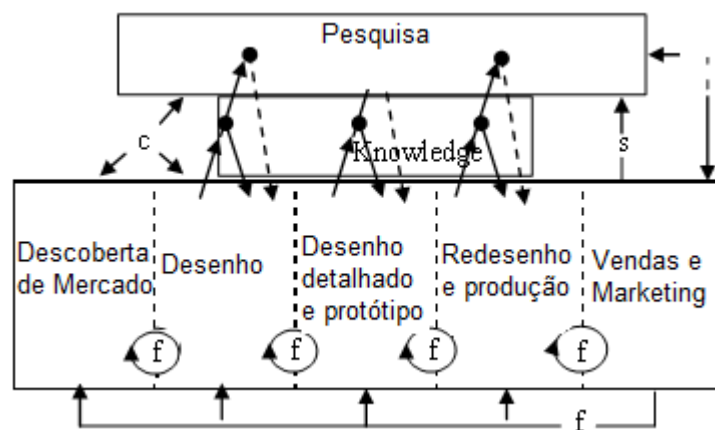 Pesquisa
c
Knowledge
s
Descoberta
de Mercado
Desenho
Desenho
detalhado
e protótipo
Redesenho
e produção
Vendas e
Marketing
f
f
f
f
f